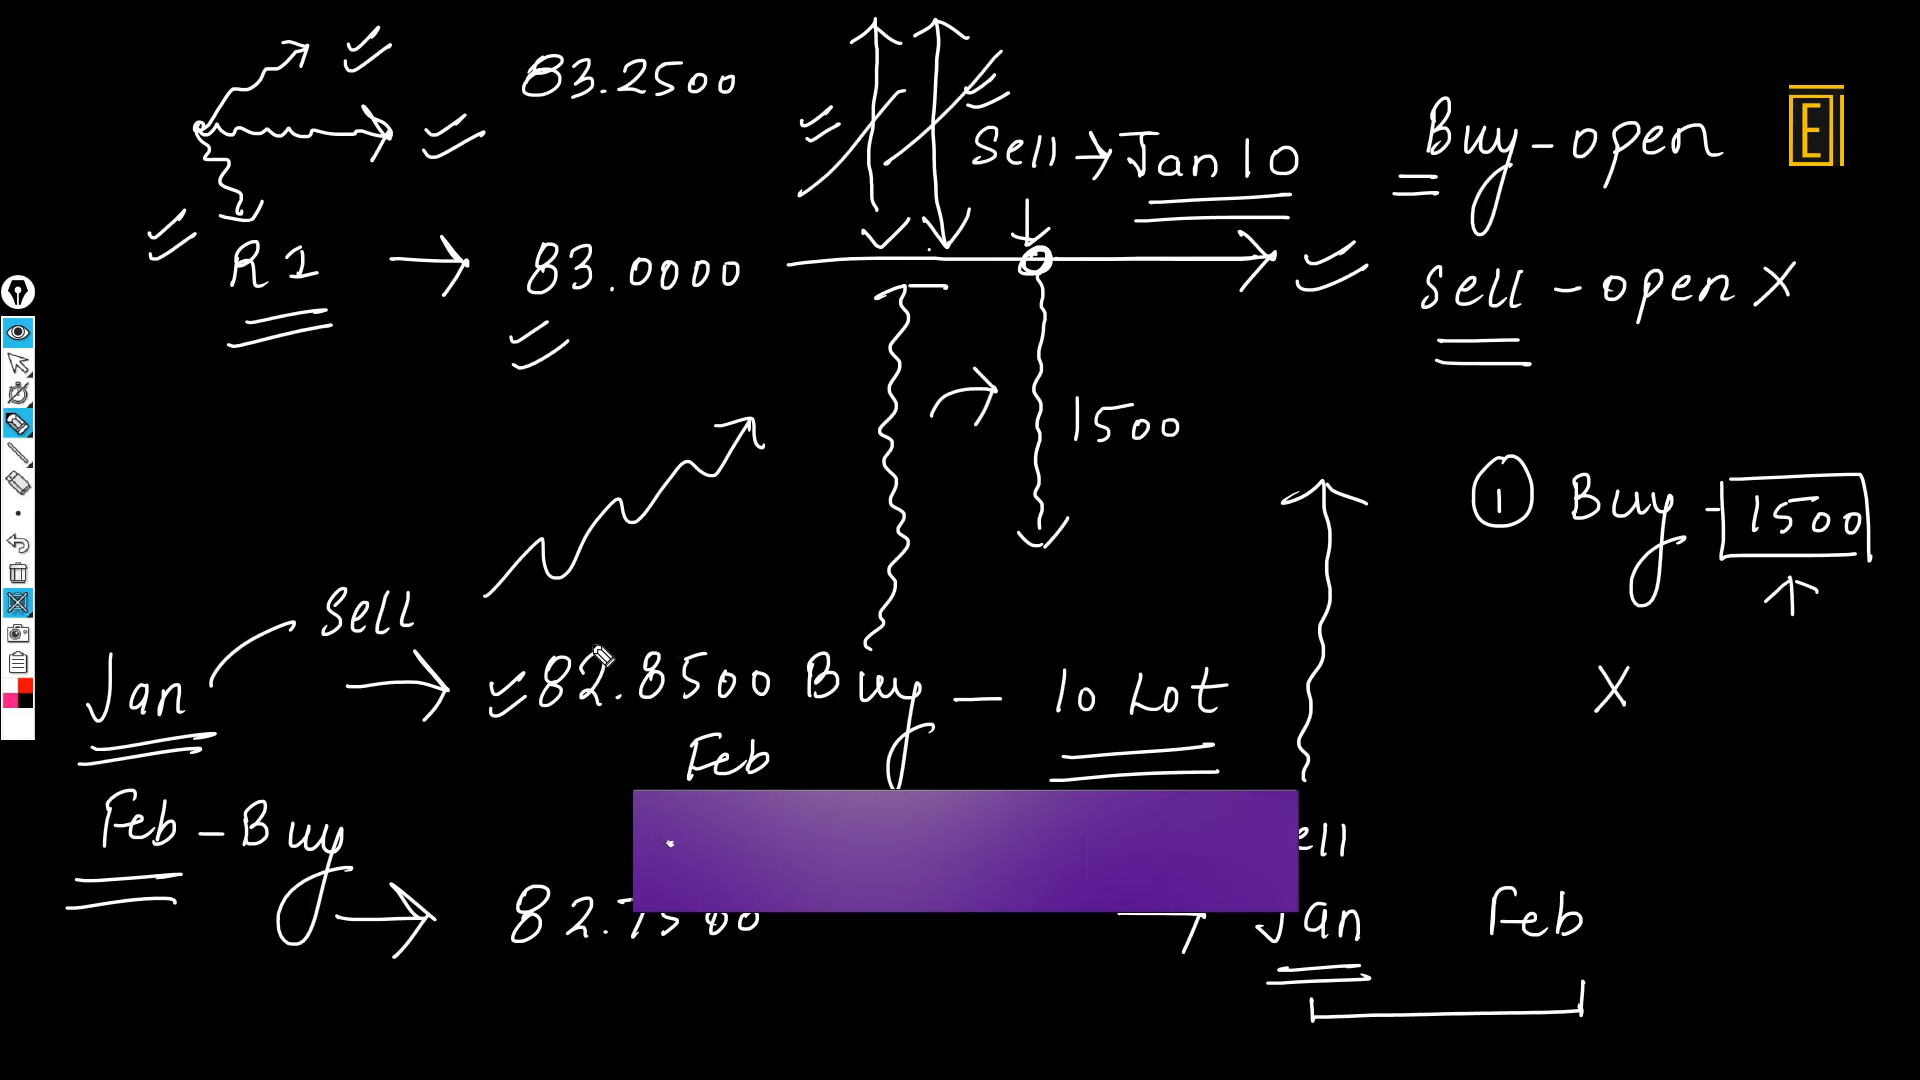 83.2500
Sell → Jan 10
Buy - open
R1 → 83.0000
Sell - open X
1500
① Buy - 1500
Sell
Jan → 82.8500 Buy - 10 Lot
X
Feb
Feb - Buy
→ Jan Feb